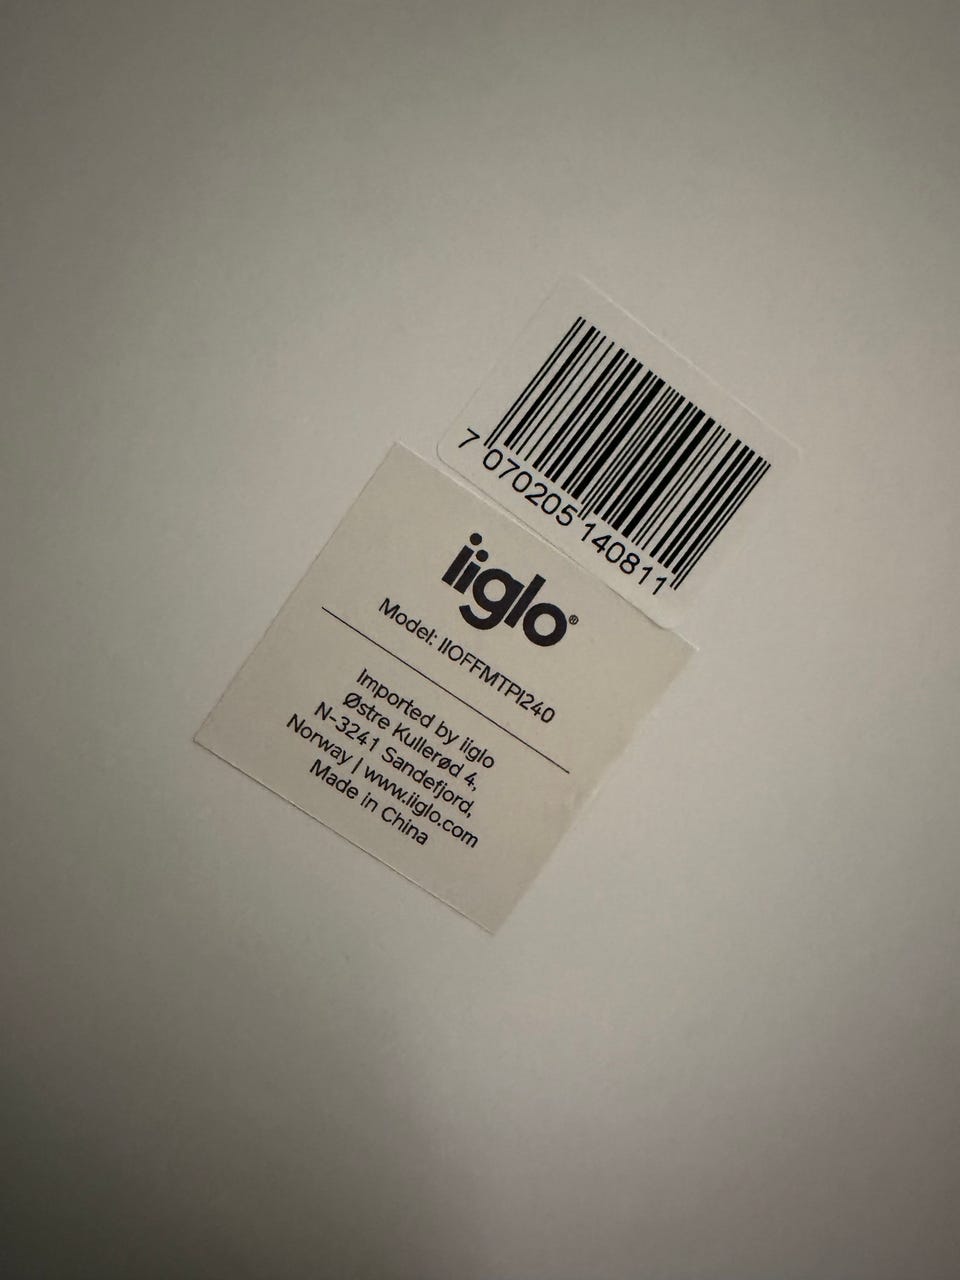 7 070205 140811
iiglo®
Model: IIOFFMTPI240
Imported by iiglo
Østre Kullerød 4,
N-3241 Sandefjord,
Norway | www.iiglo.com
Made in China